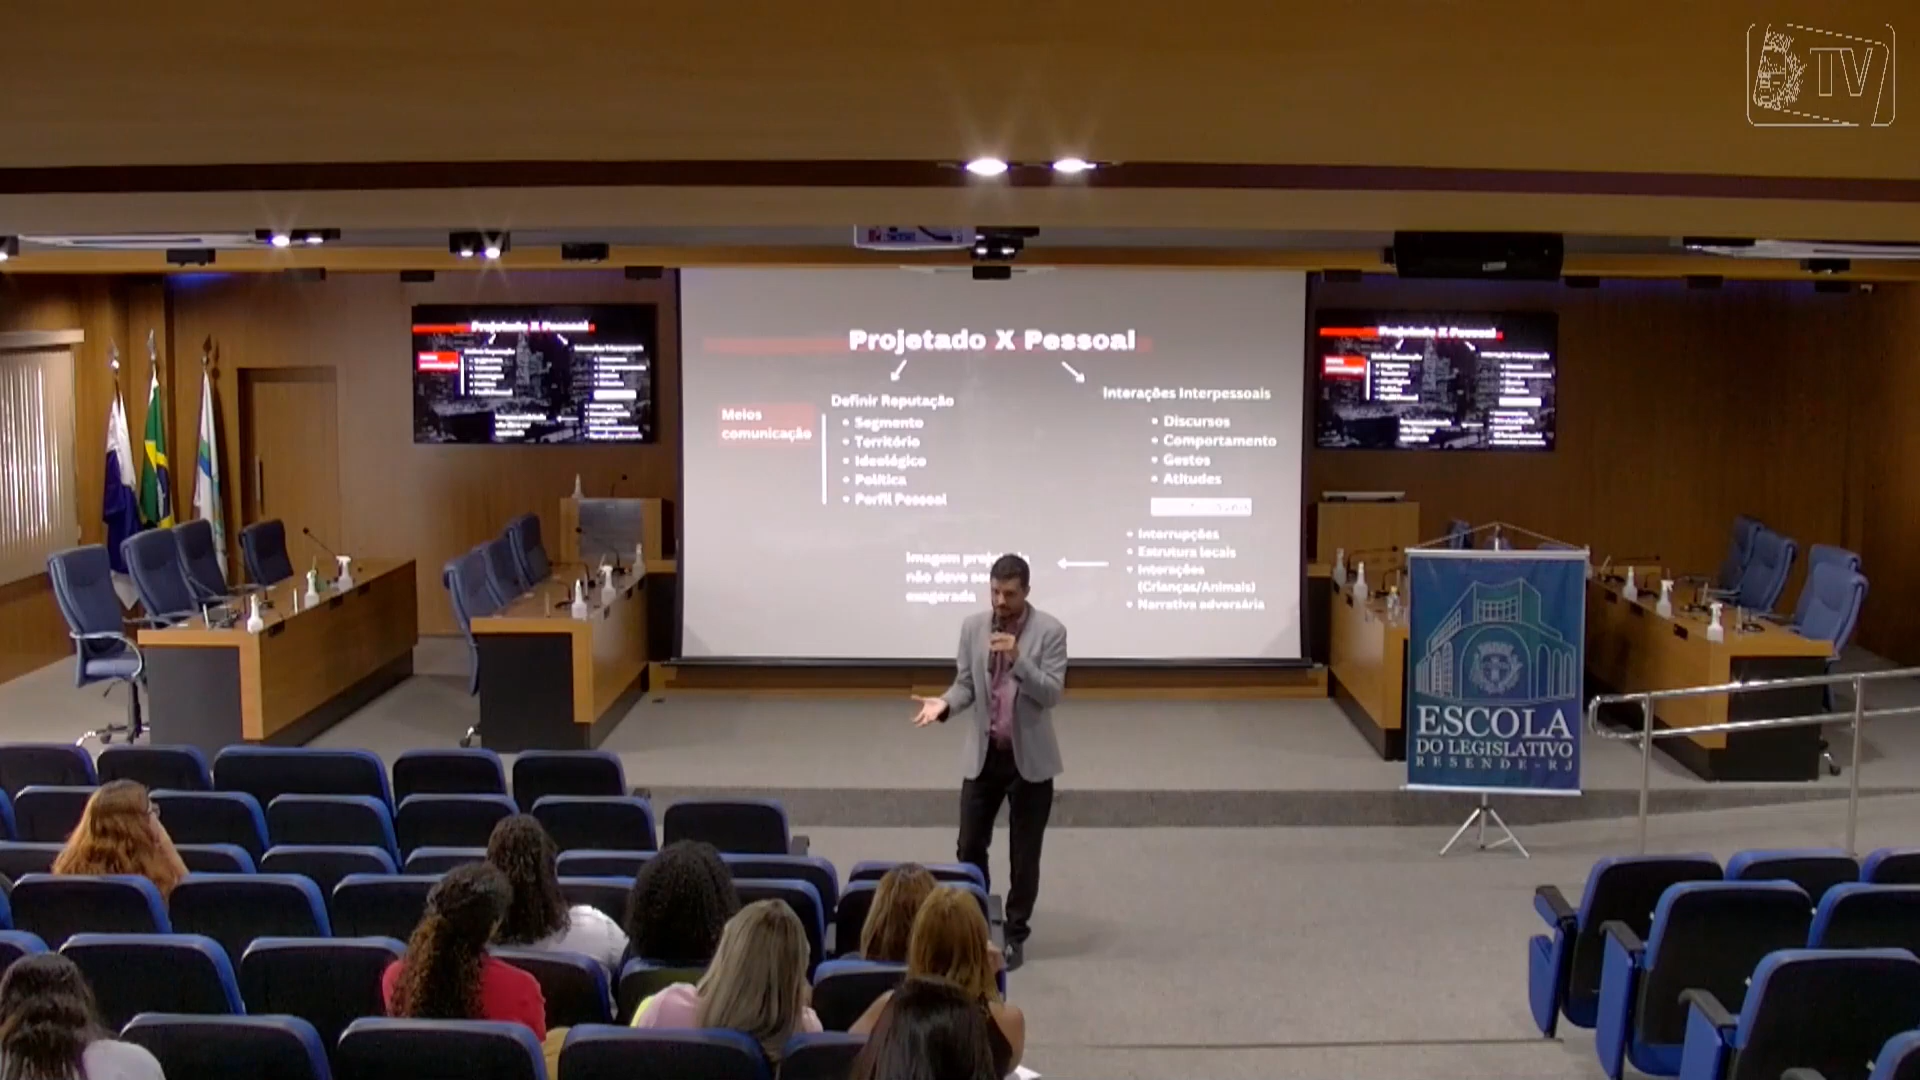 TV
Projetado X Pessoal
Meios
comunicação
Definir Reputação
Segmento
Território
Ideológico
Política
Perfil Pessoal
Interações Interpessoais
Discursos
Comportamento
Gestos
Atitudes
Interrupções
Estrutura locais
Interações
(Crianças/Animais)
Narrativa adversária
Imagem
não deve
exagerada
ESCOLA
DO LEGISLATIVO
RESENDE-RJ